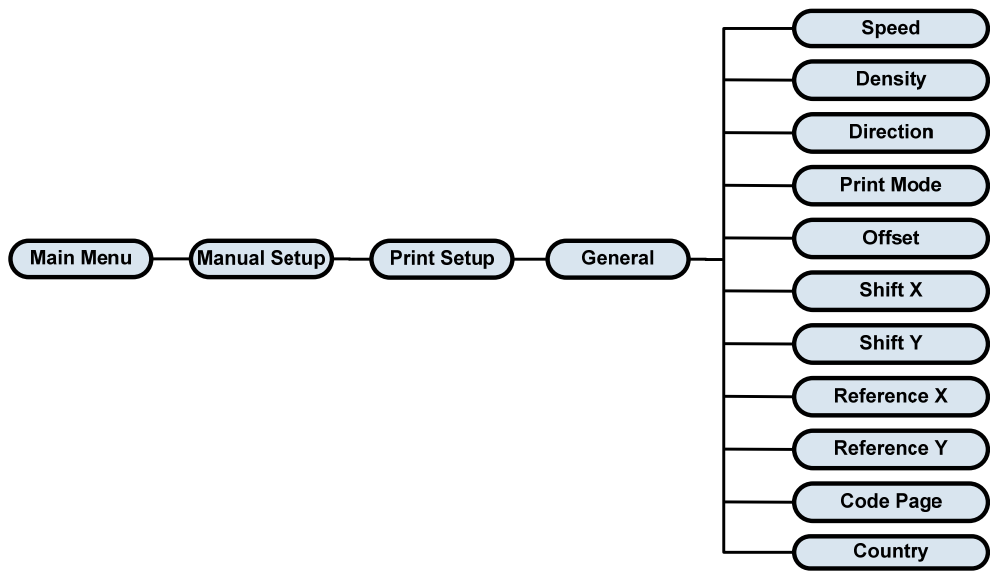 Main Menu
Manual Setup
Print Setup
General
Speed
Density
Direction
Print Mode
Offset
Shift X
Shift Y
Reference X
Reference Y
Code Page
Country